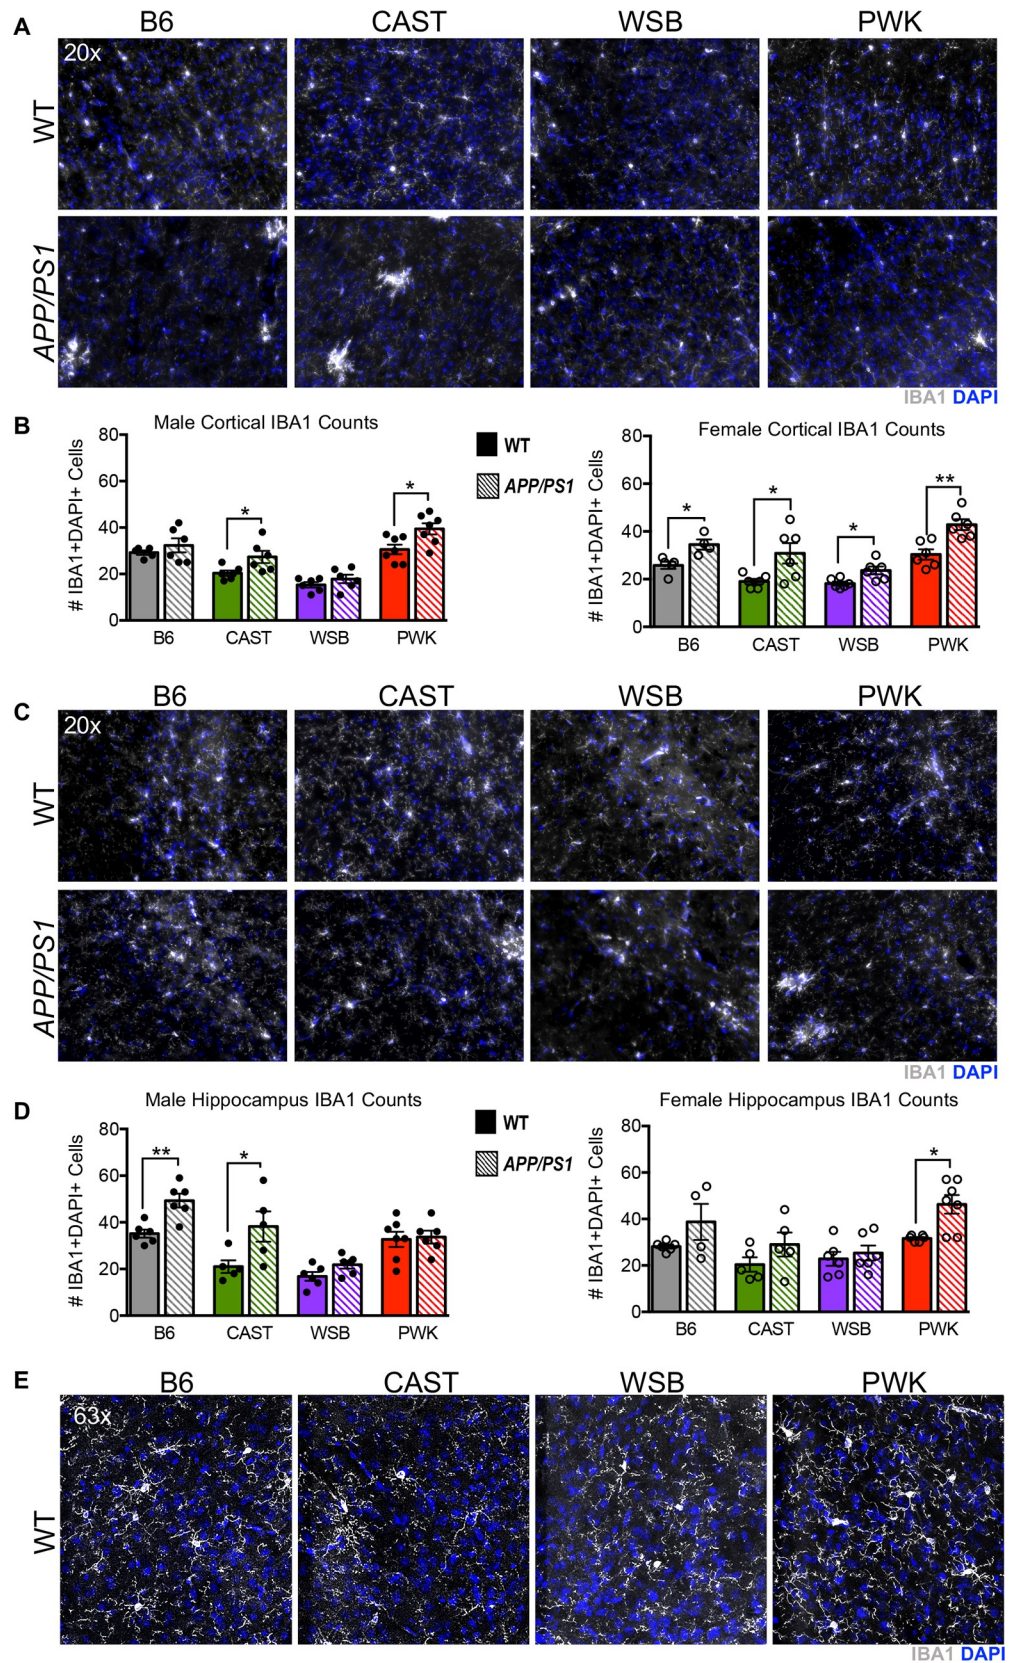 A
B6 CAST WSB PWK
20x
WT
APP/PS1
IBA1 DAPI
B
Male Cortical IBA1 Counts
# IBA1+DAPI+ Cells
80
60
40
20
0
*
*
B6 CAST WSB PWK
WT
APP/PS1
Female Cortical IBA1 Counts
# IBA1+DAPI+ Cells
80
60
40
20
0
*
*
*
**
B6 CAST WSB PWK
C
B6 CAST WSB PWK
20x
WT
APP/PS1
IBA1 DAPI
D
Male Hippocampus IBA1 Counts
# IBA1+DAPI+ Cells
80
60
40
20
0
**
*
B6 CAST WSB PWK
WT
APP/PS1
Female Hippocampus IBA1 Counts
# IBA1+DAPI+ Cells
80
60
40
20
0
*
B6 CAST WSB PWK
E
B6 CAST WSB PWK
63x
WT
IBA1 DAPI